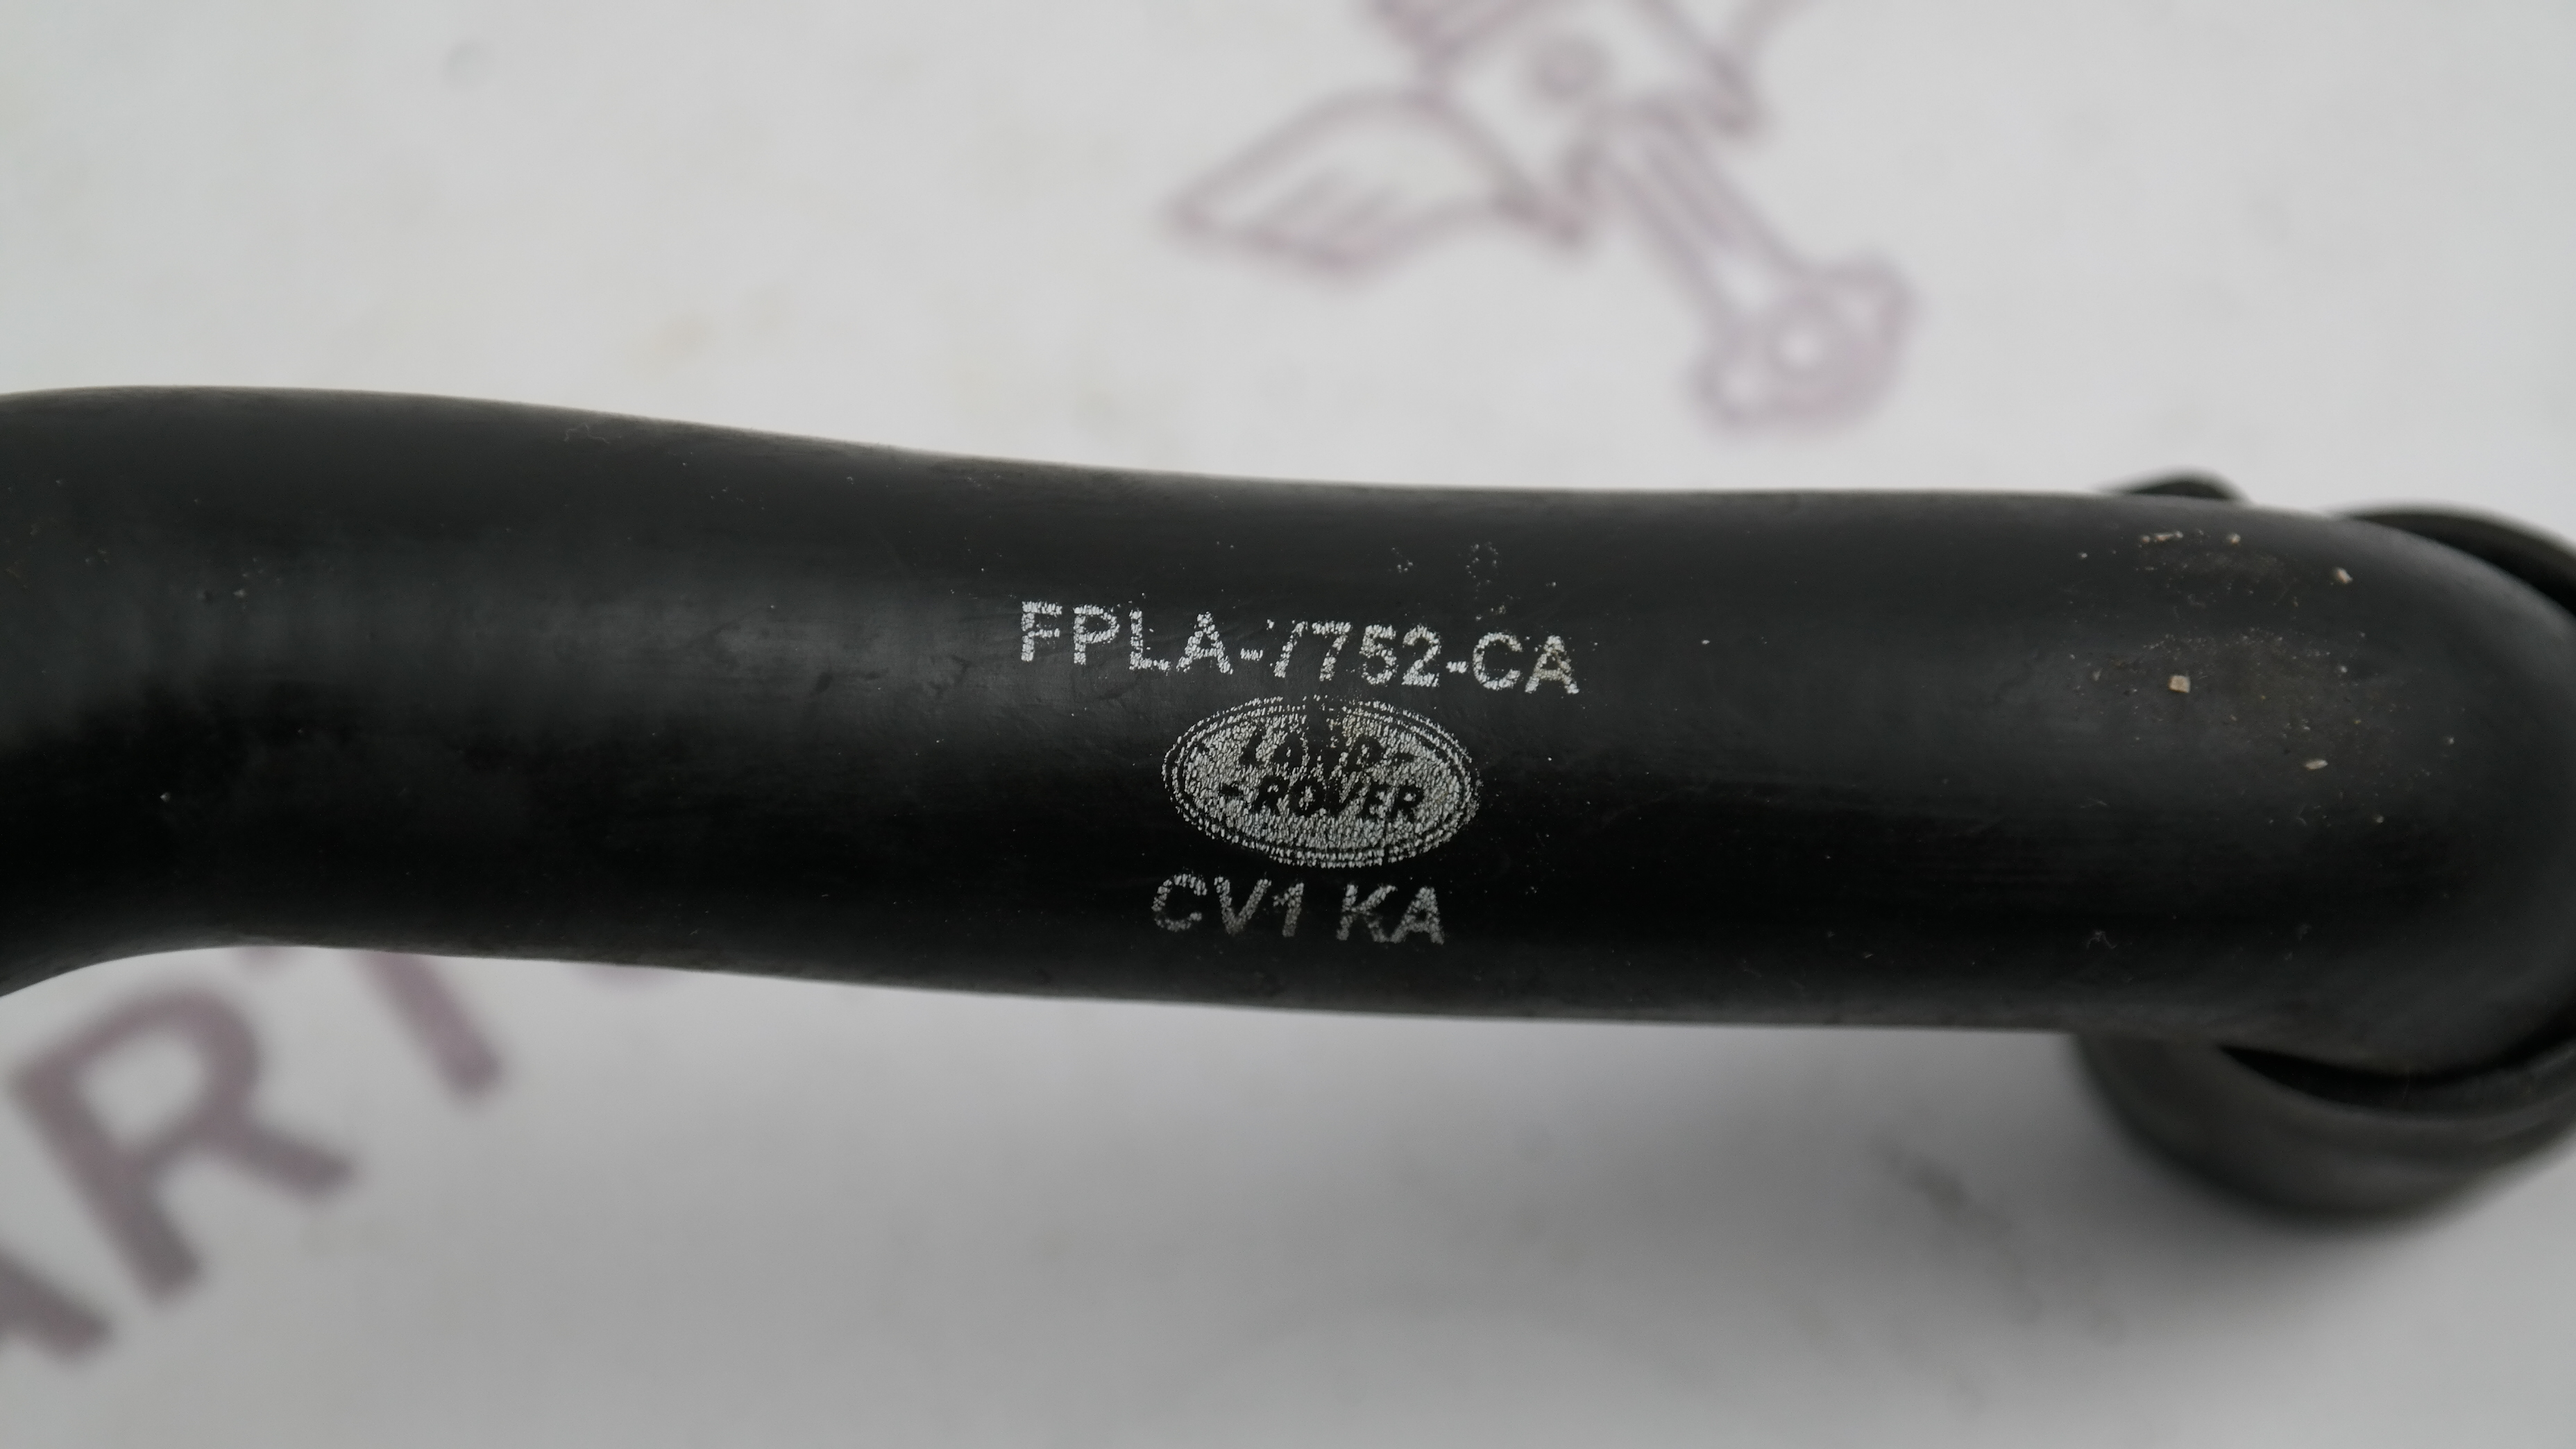 FPLA-7752-CA
LAND-
-ROVER
CV1 KA